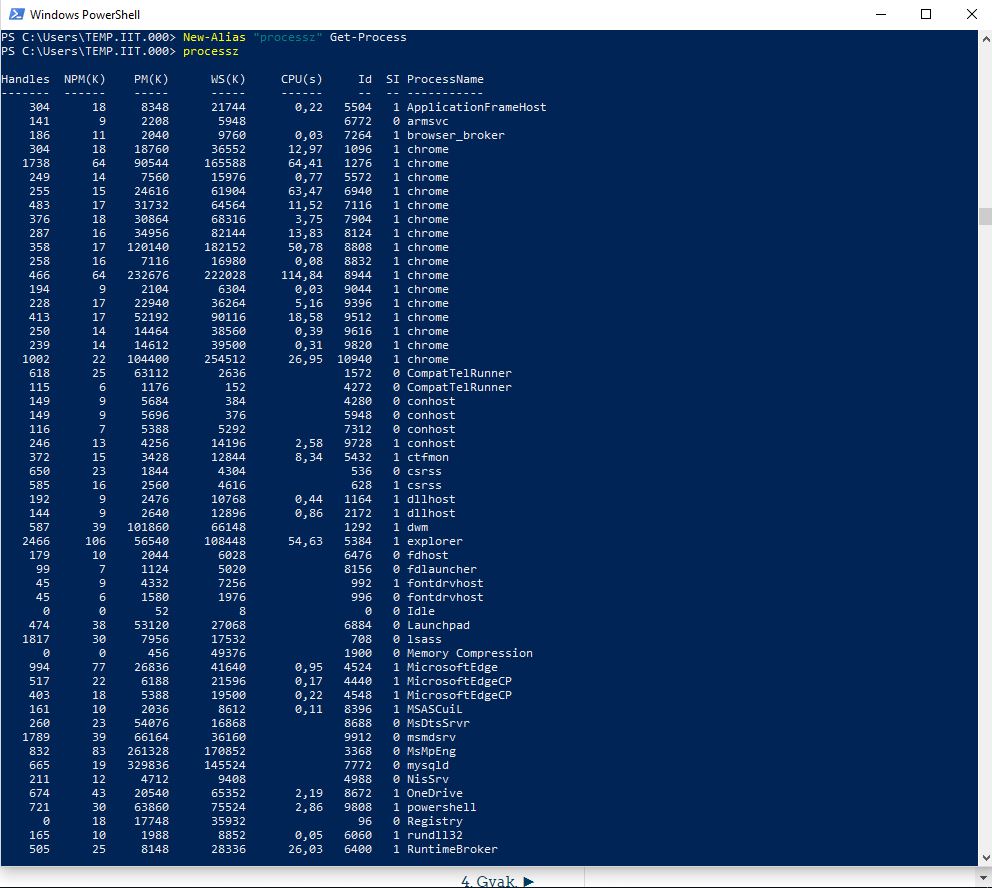 Windows PowerShell
PS C:\Users\TEMP.IIT.000> New-Alias "processz" Get-Process
PS C:\Users\TEMP.IIT.000> processz
Handles NPM(K) PM(K) WS(K) CPU(s) Id SI ProcessName
------- ------ ----- ----- ------ -- -- -----------
304 18 8348 21744 0,22 5504 1 ApplicationFrameHost
141 9 2208 5948 6772 0 armsvc
186 11 2040 9760 0,03 7264 1 browser_broker
304 18 18760 36552 12,97 1096 1 chrome
1738 64 90544 165588 64,41 1276 1 chrome
249 14 7560 15976 0,77 5572 1 chrome
255 15 24616 61904 63,47 6940 1 chrome
483 17 31732 64564 11,52 7116 1 chrome
376 18 30864 68316 3,75 7904 1 chrome
287 16 34956 82144 13,83 8124 1 chrome
358 17 120140 182152 50,78 8808 1 chrome
258 16 7116 16980 0,08 8832 1 chrome
466 64 232676 222028 114,84 8944 1 chrome
194 9 2104 6304 0,03 9044 1 chrome
228 17 22940 36264 5,16 9396 1 chrome
413 17 52192 90116 18,58 9512 1 chrome
250 14 14464 38560 0,39 9616 1 chrome
239 14 14612 39500 0,31 9820 1 chrome
1002 22 104400 254512 26,95 10940 1 chrome
618 25 63112 2636 1572 0 CompatTelRunner
115 6 1176 152 4272 0 CompatTelRunner
149 9 5684 384 4280 0 conhost
149 9 5696 376 5948 0 conhost
116 7 5388 5292 7312 0 conhost
246 13 4256 14196 2,58 9728 1 conhost
372 15 3428 12844 8,34 5432 1 ctfmon
650 23 1844 4304 536 0 csrss
585 16 2560 4616 628 1 csrss
192 9 2476 10768 0,44 1164 1 dllhost
144 9 2640 12896 0,86 2172 1 dllhost
587 39 101860 66148 1292 1 dwm
2466 106 56540 108448 54,63 5384 1 explorer
179 10 2044 6028 6476 0 fdhost
99 7 1124 5020 8156 0 fdlauncher
45 9 4332 7256 992 1 fontdrvhost
45 6 1580 1976 996 0 fontdrvhost
0 0 52 8 0 0 Idle
474 38 53120 27068 6884 0 Launchpad
1817 30 7956 17532 708 0 lsass
0 0 456 49376 1900 0 Memory Compression
994 77 26836 41640 0,95 4524 1 MicrosoftEdge
517 22 6188 21596 0,17 4440 1 MicrosoftEdgeCP
403 18 5388 19500 0,22 4548 1 MicrosoftEdgeCP
161 10 2036 8612 0,11 8396 1 MSASCuiL
260 23 54076 16868 8688 0 MsDtsSrvr
1789 39 66164 36160 9912 0 msmdsrv
832 83 261328 170852 3368 0 MsMpEng
665 19 329836 145524 7772 0 mysqld
211 12 4712 9408 4988 0 NisSrv
674 43 20540 65352 2,19 8672 1 OneDrive
721 30 63860 75524 2,86 9808 1 powershell
0 18 17748 35932 96 0 Registry
165 10 1988 8852 0,05 6060 1 rundll32
505 25 8148 28336 26,03 6400 1 RuntimeBroker
4. Gyak. ►